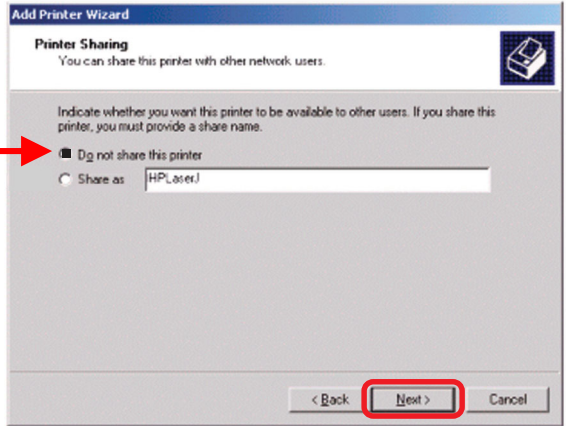 Add Printer Wizard
Printer Sharing
You can share this printer with other network users.
Indicate whether you want this printer to be available to other users. If you share this
printer, you must provide a share name.
Do not share this printer
Share as HPLaserJ
< Back Next > Cancel